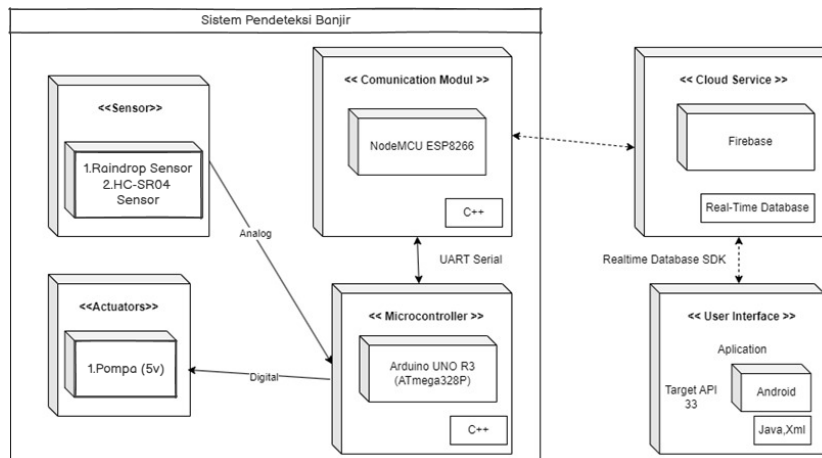 Sistem Pendeteksi Banjir
<<Sensor>>
1.Raindrop Sensor
2.HC-SR04
Sensor
Analog
<<Actuators>>
1.Pompa (5v)
Digital
<< Comunication Modul >>
NodeMCU ESP8266
C++
UART Serial
<< Microcontroller >>
Arduino UNO R3
(ATmega328P)
C++
<< Cloud Service >>
Firebase
Real-Time Database
Realtime Database SDK
<< User Interface >>
Aplication
Target API
33
Android
Java,Xml